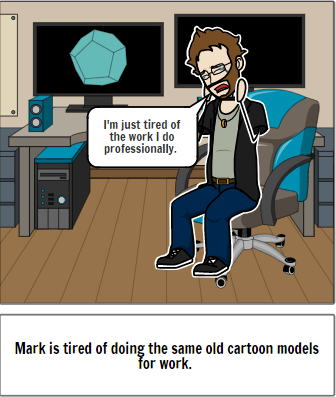 I'm just tired of
the work I do
professionally.
Mark is tired of doing the same old cartoon models
for work.